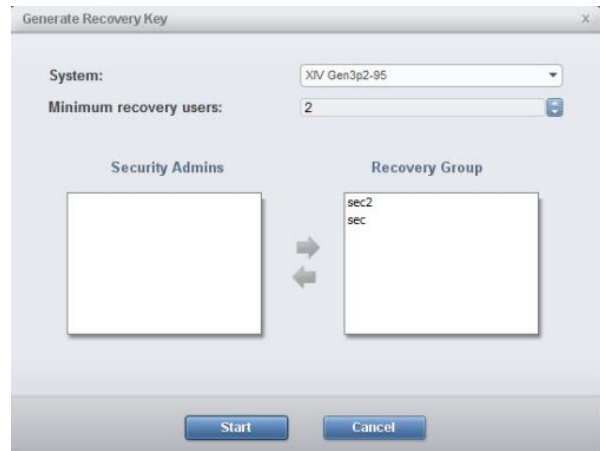 Generate Recovery Key x
System: XIV Gen3p2-95
Minimum recovery users: 2
Security Admins Recovery Group
sec2
sec
Start Cancel